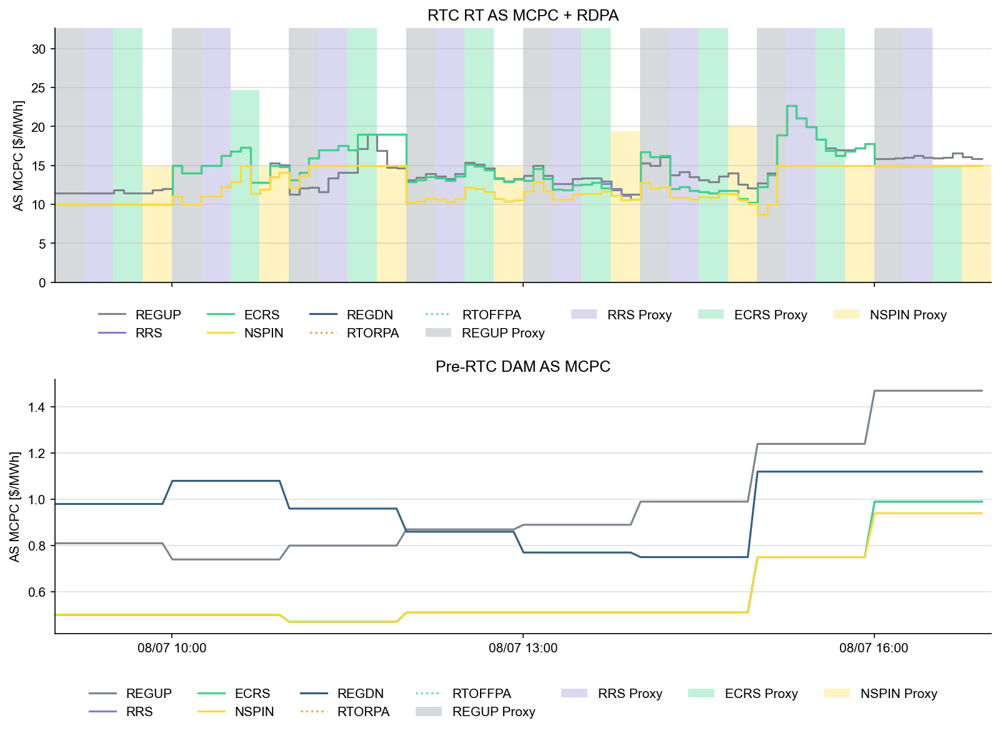 RTC RT AS MCPC + RDPA
AS MCPC [$/MWh]
30
25
20
15
10
5
0
REGUP ECRS REGDN RTOFFPA RRS Proxy ECRS Proxy NSPIN Proxy
RRS NSPIN RTORPA REGUP Proxy
Pre-RTC DAM AS MCPC
AS MCPC [$/MWh]
1.4
1.2
1.0
0.8
0.6
08/07 10:00 08/07 13:00 08/07 16:00
REGUP ECRS REGDN RTOFFPA RRS Proxy ECRS Proxy NSPIN Proxy
RRS NSPIN RTORPA REGUP Proxy